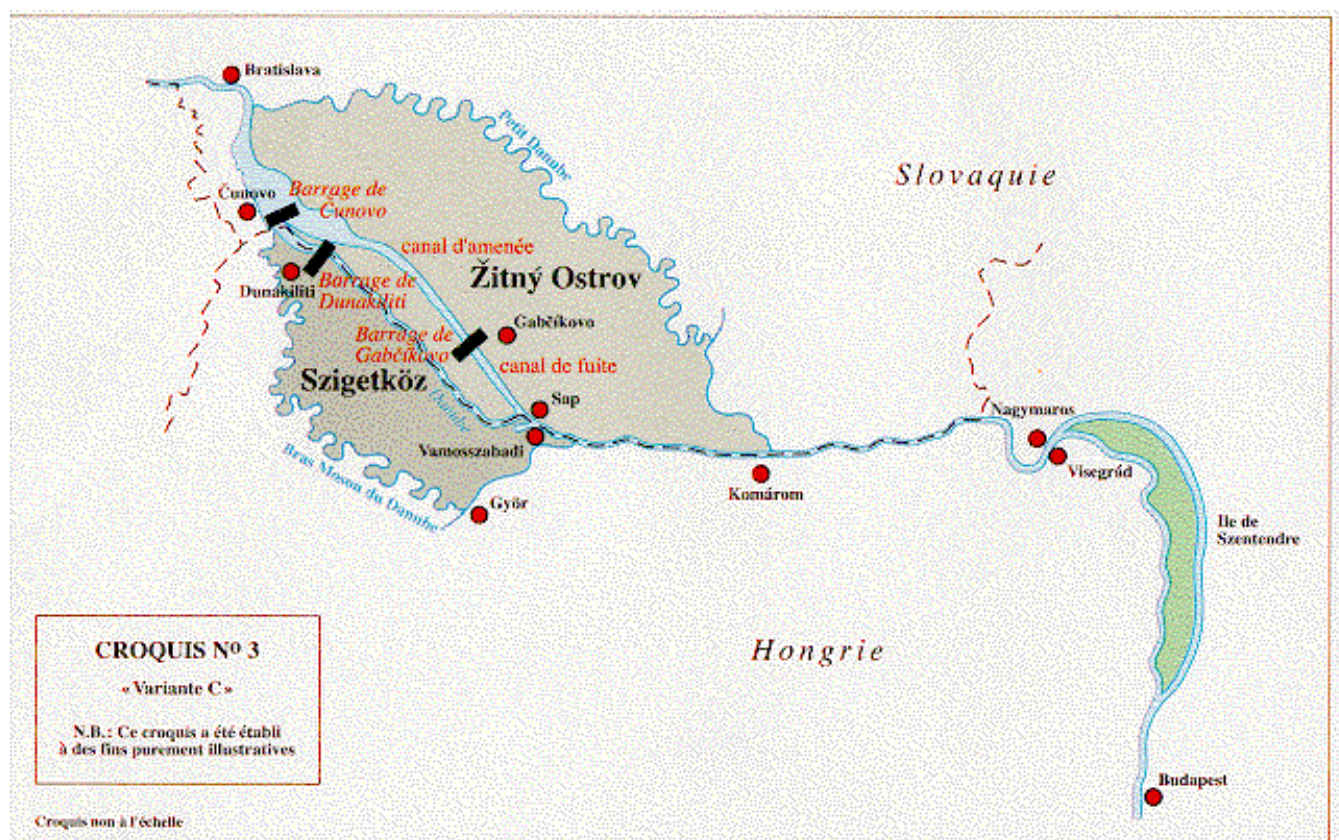 Bratislava
Petit Danube
Slovaquie
Čunovo
Barrage de
Čunovo
canal d'amenée
Žitný Ostrov
Dunakiliti
Barrage de
Dunakiliti
Barrage de
Gabčíkovo
Gabčíkovo
canal de fuite
Szigetköz
Danube
Sap
Vamosszabadi
Nagymaros
Visegrúd
Komárom
Bras Moson du Danube
Györ
Ile de
Szentendre
Hongrie
CROQUIS Nº 3
« Variante C »
N.B.: Ce croquis a été établi
à des fins purement illustratives
Budapest
Croquis non à l'échelle